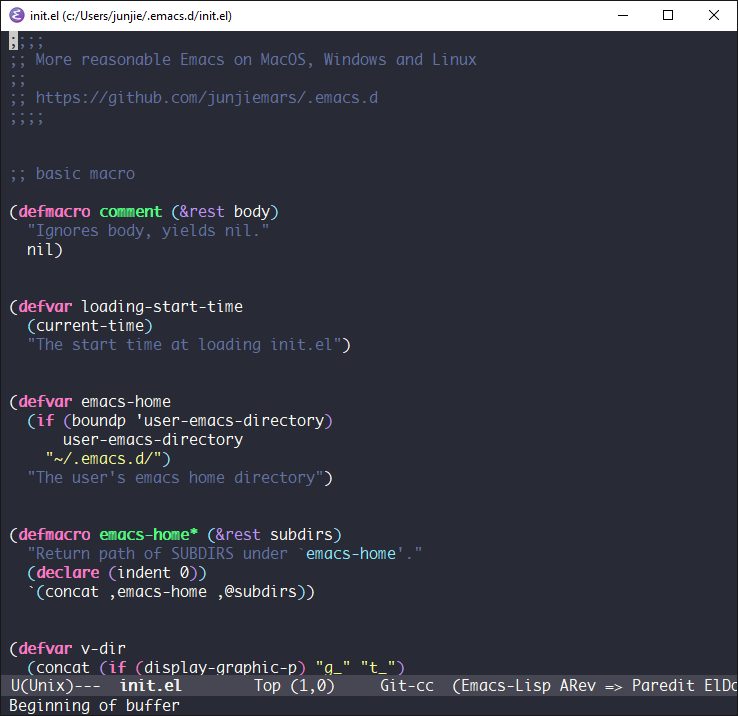 init.el (c:/Users/junjie/.emacs.d/init.el)
;;;;
;; More reasonable Emacs on MacOS, Windows and Linux
;;
;; https://github.com/junjiemars/.emacs.d
;;;;
;; basic macro
(defmacro comment (&rest body)
  "Ignores body, yields nil."
  nil)
(defvar loading-start-time
  (current-time)
  "The start time at loading init.el")
(defvar emacs-home
  (if (boundp 'user-emacs-directory)
      user-emacs-directory
    "~/.emacs.d/")
  "The user's emacs home directory")
(defmacro emacs-home* (&rest subdirs)
  "Return path of SUBDIRS under `emacs-home'."
  (declare (indent 0))
  `(concat ,emacs-home ,@subdirs))
(defvar v-dir
  (concat (if (display-graphic-p) "g_" "t_")
U(Unix)---  init.el        Top (1,0)     Git-cc  (Emacs-Lisp ARev => Paredit ElDo
Beginning of buffer